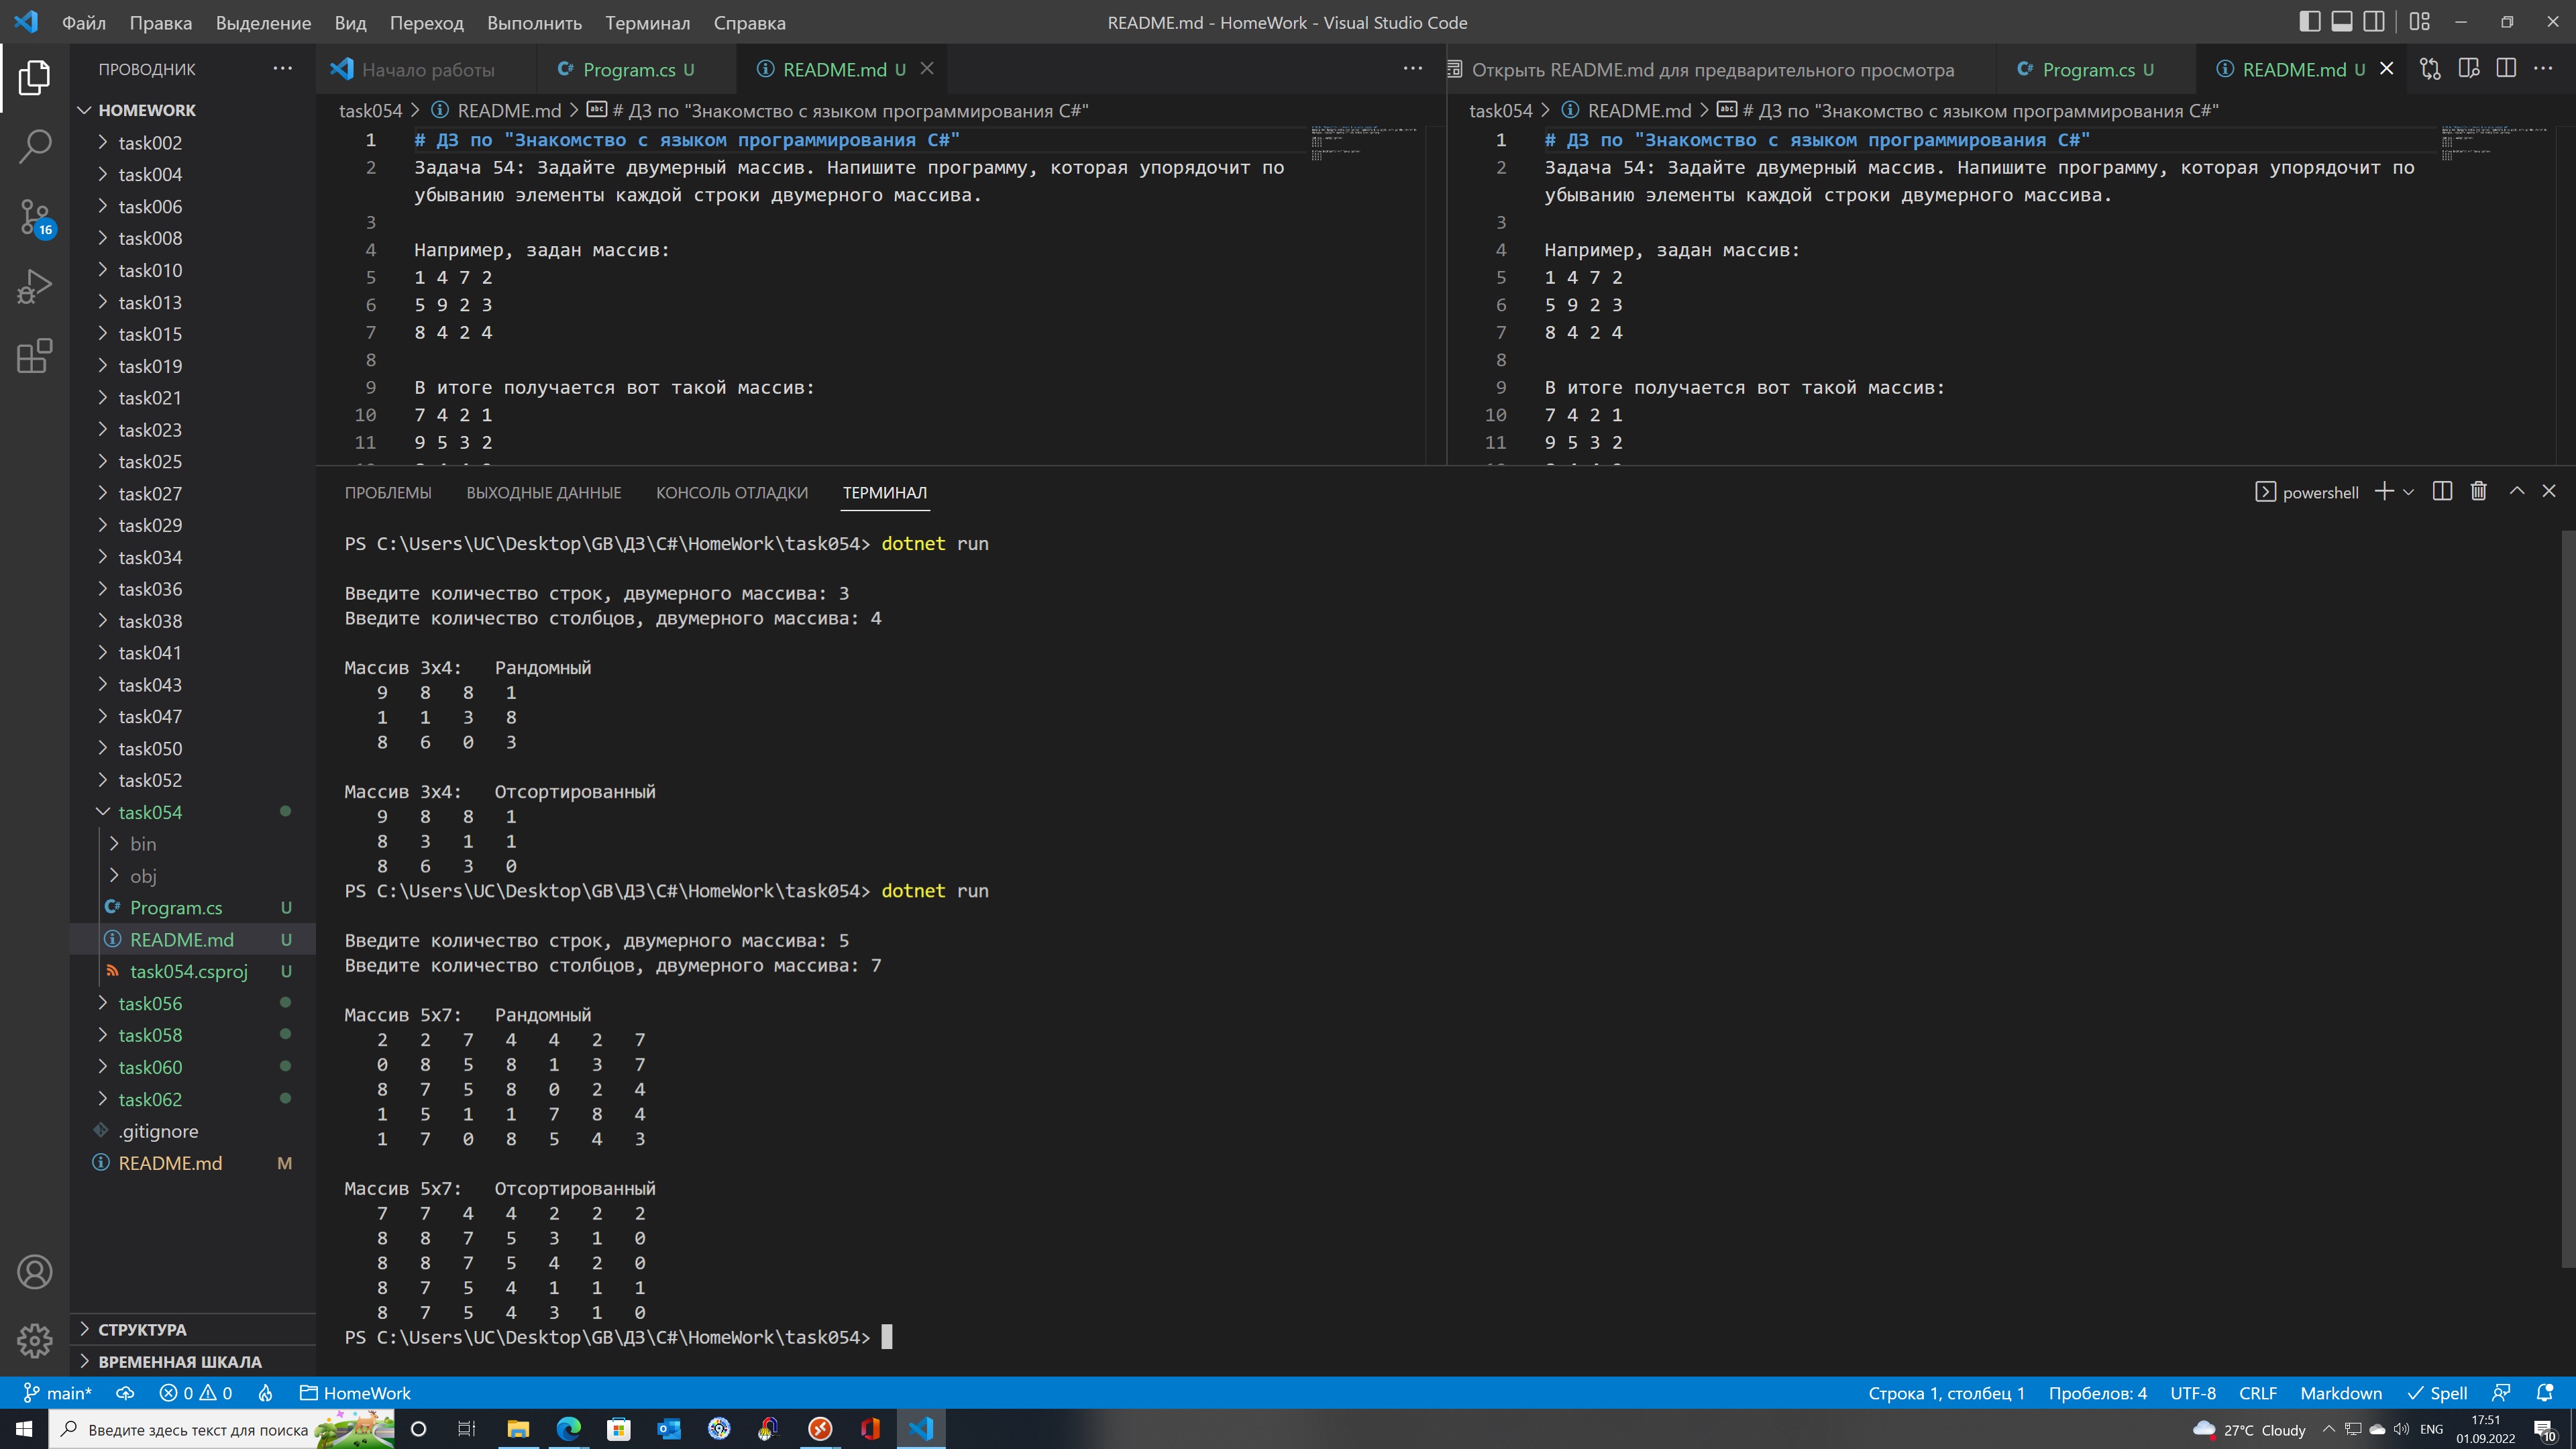 Файл Правка Выделение Вид Переход Выполнить Терминал Справка
README.md - HomeWork - Visual Studio Code
ПРОВОДНИК
HOMEWORK
task002
task004
task006
task008
task010
task013
task015
task019
task021
task023
task025
task027
task029
task034
task036
task038
task041
task043
task047
task050
task052
task054
bin
obj
Program.cs U
README.md U
task054.csproj U
task056
task058
task060
task062
.gitignore
README.md M
СТРУКТУРА
ВРЕМЕННАЯ ШКАЛА
16
Начало работы
Program.cs U
README.md U
task054 > README.md > # ДЗ по "Знакомство с языком программирования C#"
1 # ДЗ по "Знакомство с языком программирования C#"
2 Задача 54: Задайте двумерный массив. Напишите программу, которая упорядочит по
убыванию элементы каждой строки двумерного массива.
3
4 Например, задан массив:
5 1 4 7 2
6 5 9 2 3
7 8 4 2 4
8
9 В итоге получается вот такой массив:
10 7 4 2 1
11 9 5 3 2
Открыть README.md для предварительного просмотра
Program.cs U
README.md U
task054 > README.md > # ДЗ по "Знакомство с языком программирования C#"
1 # ДЗ по "Знакомство с языком программирования C#"
2 Задача 54: Задайте двумерный массив. Напишите программу, которая упорядочит по
убыванию элементы каждой строки двумерного массива.
3
4 Например, задан массив:
5 1 4 7 2
6 5 9 2 3
7 8 4 2 4
8
9 В итоге получается вот такой массив:
10 7 4 2 1
11 9 5 3 2
ПРОБЛЕМЫ ВЫХОДНЫЕ ДАННЫЕ КОНСОЛЬ ОТЛАДКИ ТЕРМИНАЛ
powershell
PS C:\Users\UC\Desktop\GB\ДЗ\C#\HomeWork\task054> dotnet run
Введите количество строк, двумерного массива: 3
Введите количество столбцов, двумерного массива: 4
Массив 3x4: Рандомный
9 8 8 1
1 1 3 8
8 6 0 3
Массив 3x4: Отсортированный
9 8 8 1
8 3 1 1
8 6 3 0
PS C:\Users\UC\Desktop\GB\ДЗ\C#\HomeWork\task054> dotnet run
Введите количество строк, двумерного массива: 5
Введите количество столбцов, двумерного массива: 7
Массив 5x7: Рандомный
2 2 7 4 4 2 7
0 8 5 8 1 3 7
8 7 5 8 0 2 4
1 5 1 1 7 8 4
1 7 0 8 5 4 3
Массив 5x7: Отсортированный
7 7 4 4 2 2 2
8 8 7 5 3 1 0
8 8 7 5 4 2 0
8 7 5 4 1 1 1
8 7 5 4 3 1 0
PS C:\Users\UC\Desktop\GB\ДЗ\C#\HomeWork\task054>
main* 0 0 HomeWork
Строка 1, столбец 1 Пробелов: 4 UTF-8 CRLF Markdown Spell
Введите здесь текст для поиска
27°C Cloudy ENG
17:51
01.09.2022
10